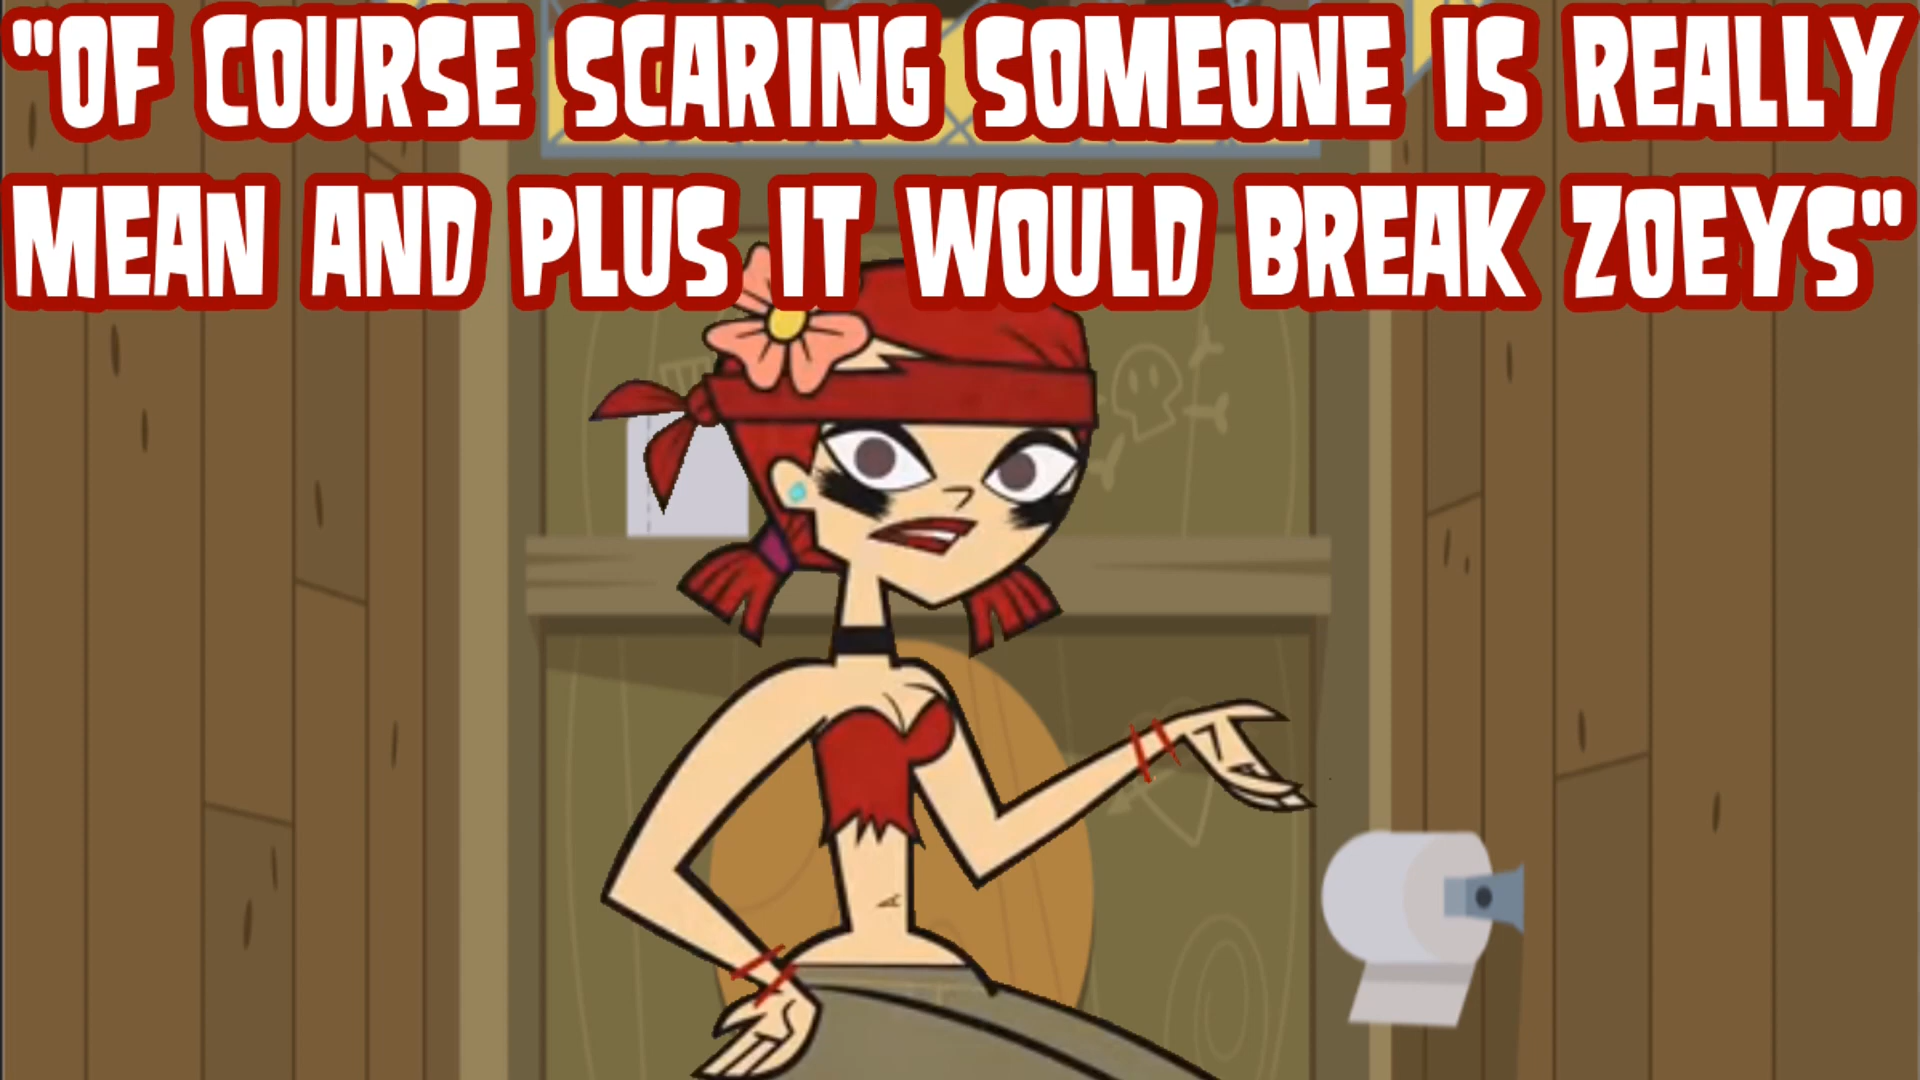 "OF COURSE SCARING SOMEONE IS REALLY
MEAN AND PLUS IT WOULD BREAK ZOEYS"